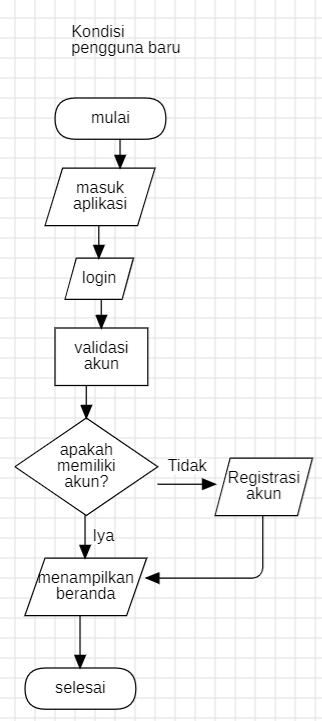 Kondisi
pengguna baru
mulai
masuk
aplikasi
login
validasi
akun
apakah
memiliki
akun?
Tidak
Registrasi
akun
Iya
menampilkan
beranda
selesai